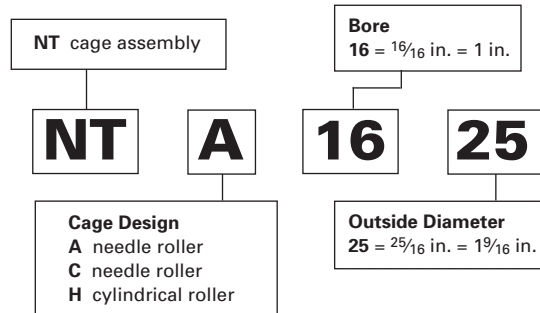 NT cage assembly
Bore
16 = 16/16 in. = 1 in.
NT A 16 25
Cage Design
A needle roller
C needle roller
H cylindrical roller
Outside Diameter
25 = 25/16 in. = 1 9/16 in.